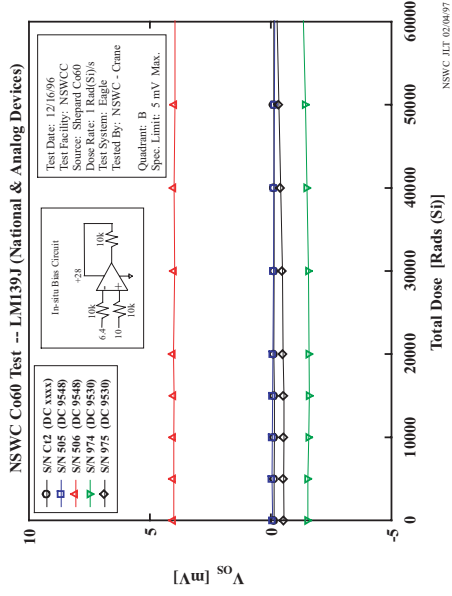 NSWC Co60 Test -- LM139J (National & Analog Devices)
S/N Ct2 (DC xxxx)
S/N 505 (DC 9548)
S/N 506 (DC 9548)
S/N 974 (DC 9530)
S/N 975 (DC 9530)
In-situ Bias Circuit
+28
10k
6.4
10k
10
10k
-
+
Test Date: 12/16/96
Test Facility: NSWCC
Source: Shepard Co60
Dose Rate: 1 Rad(Si)/s
Test System: Eagle
Tested By: NSWC - Crane
Quadrant: B
Spec. Limit: 5 mV Max.
10
5
0
-5
V_OS [mV]
0
10000
20000
30000
40000
50000
60000
Total Dose [Rads (Si)]
NSWC JLT 02/04/97